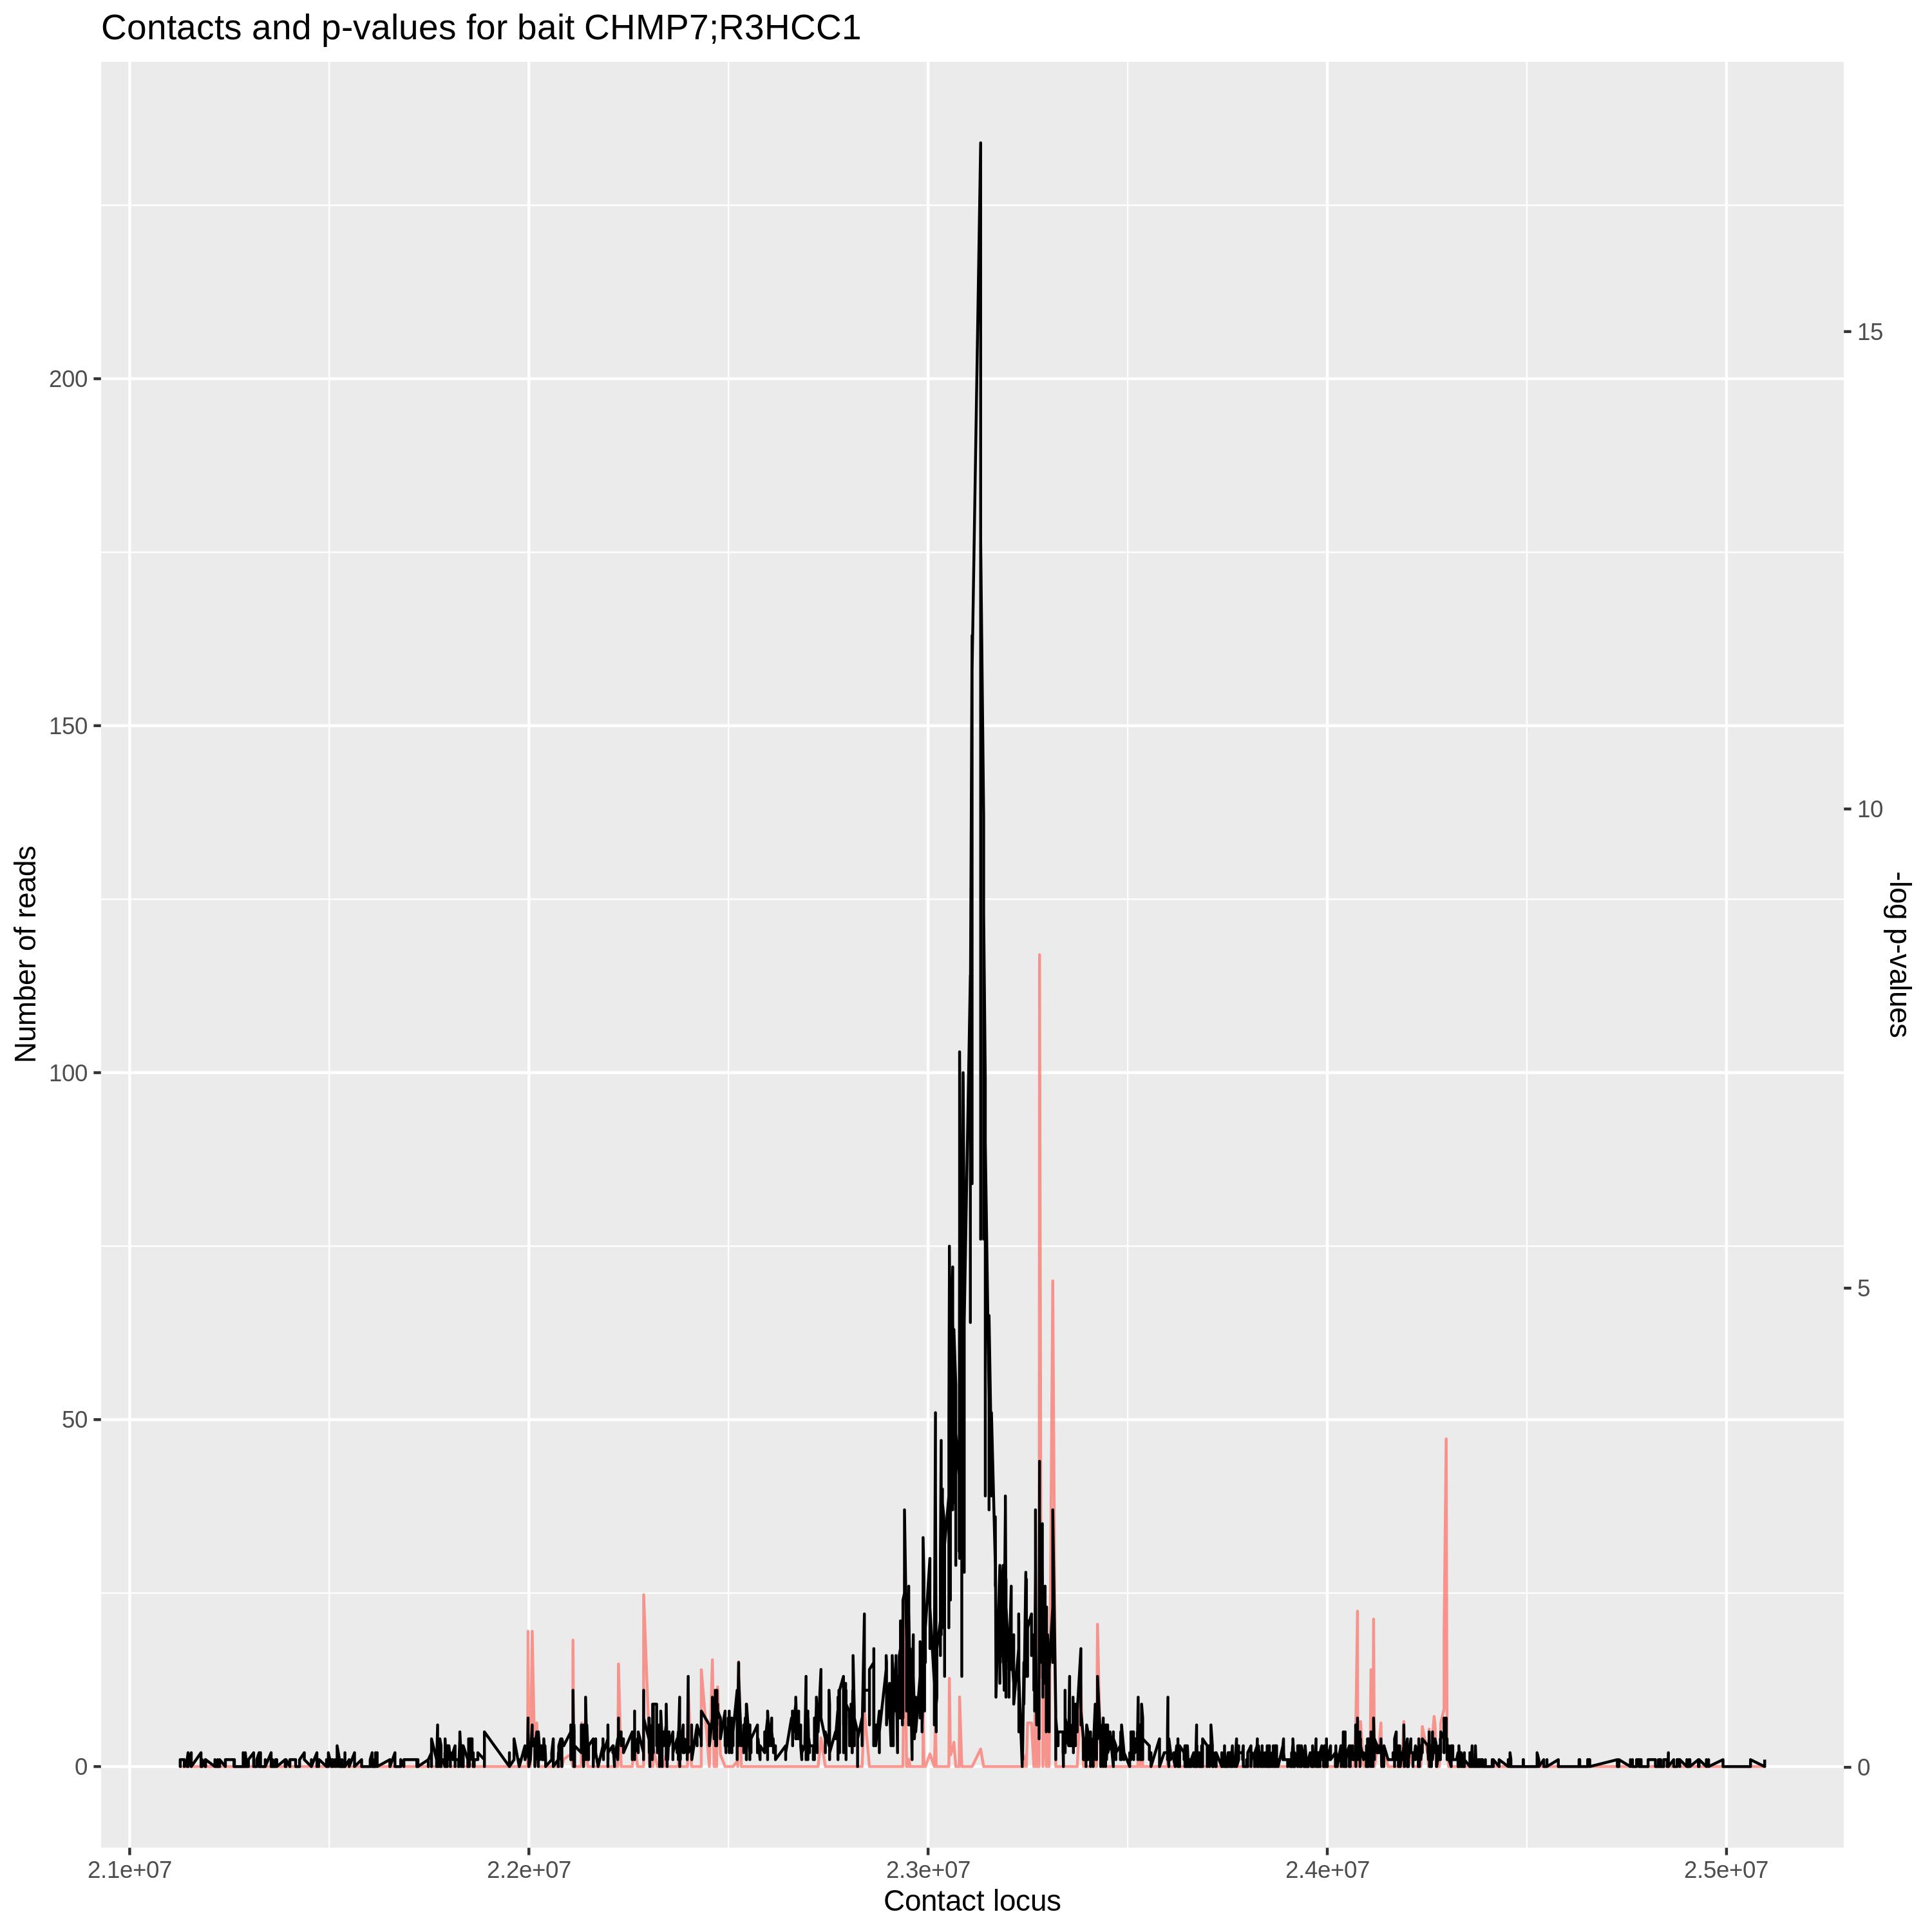 Contacts and p-values for bait CHMP7;R3HCC1
Number of reads
200
150
100
50
0
15
10
5
0
-log p-values
2.1e+07 2.2e+07 2.3e+07 2.4e+07 2.5e+07
Contact locus